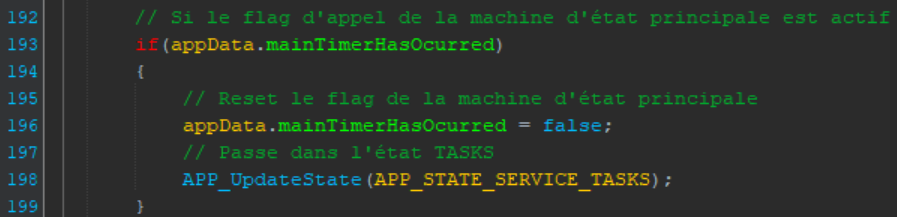 192 // Si le flag d'appel de la machine d'état principale est actif
193 if(appData.mainTimerHasOcurred)
194 {
195 // Reset le flag de la machine d'état principale
196 appData.mainTimerHasOcurred = false;
197 // Passe dans l'état TASKS
198 APP_UpdateState(APP_STATE_SERVICE_TASKS);
199 }